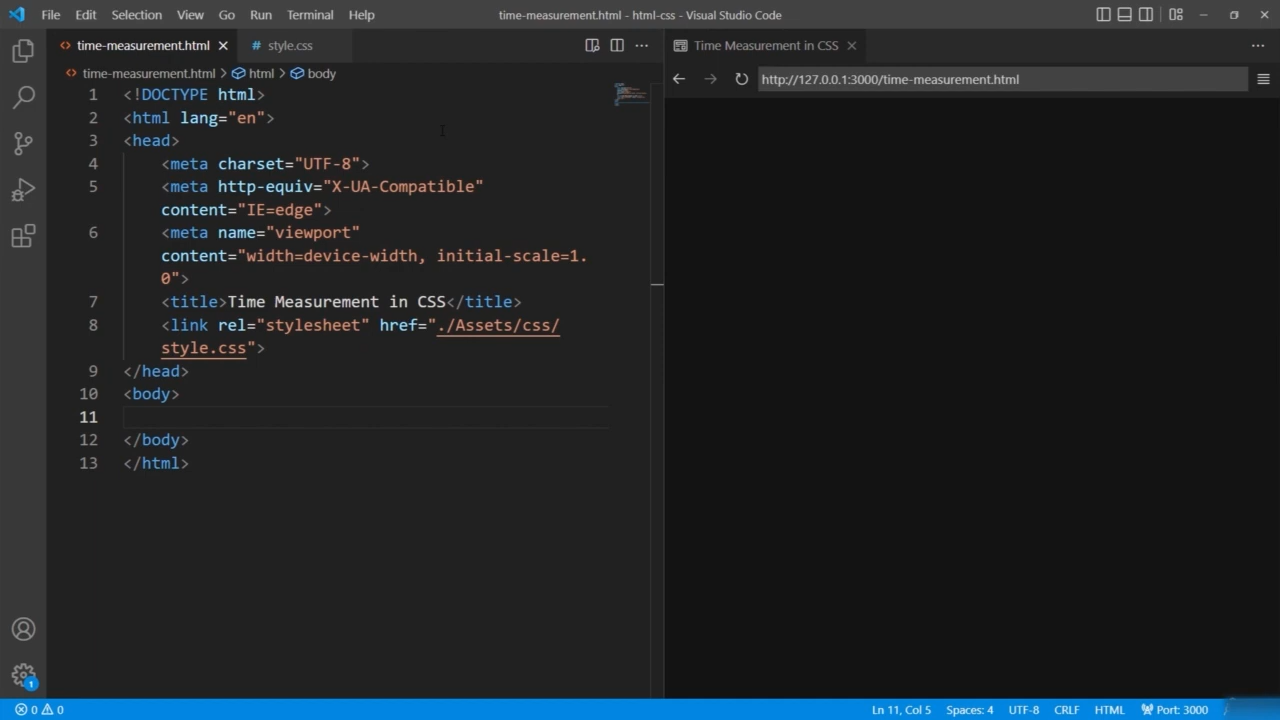 File Edit Selection View Go Run Terminal Help
time-measurement.html - html-css - Visual Studio Code
time-measurement.html
# style.css
time-measurement.html > html > body
1 <!DOCTYPE html>
2 <html lang="en">
3 <head>
4 <meta charset="UTF-8">
5 <meta http-equiv="X-UA-Compatible"
content="IE=edge">
6 <meta name="viewport"
content="width=device-width, initial-scale=1.
0">
7 <title>Time Measurement in CSS</title>
8 <link rel="stylesheet" href="./Assets/css/
style.css">
9 </head>
10 <body>
11
12 </body>
13 </html>
Time Measurement in CSS
http://127.0.0.1:3000/time-measurement.html
1
0 0
Ln 11, Col 5 Spaces: 4 UTF-8 CRLF HTML Port: 3000